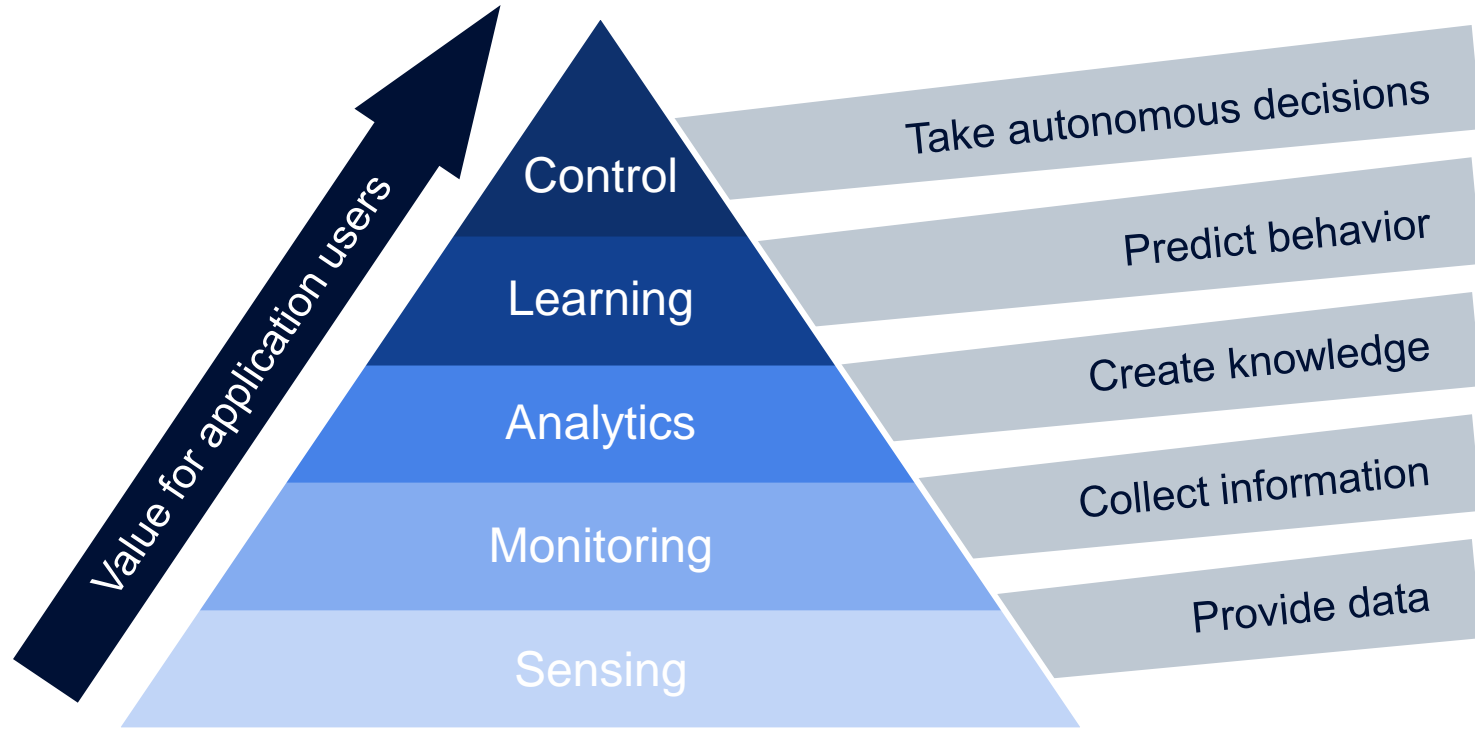 Value for application users
Control
Take autonomous decisions
Learning
Predict behavior
Analytics
Create knowledge
Monitoring
Collect information
Sensing
Provide data